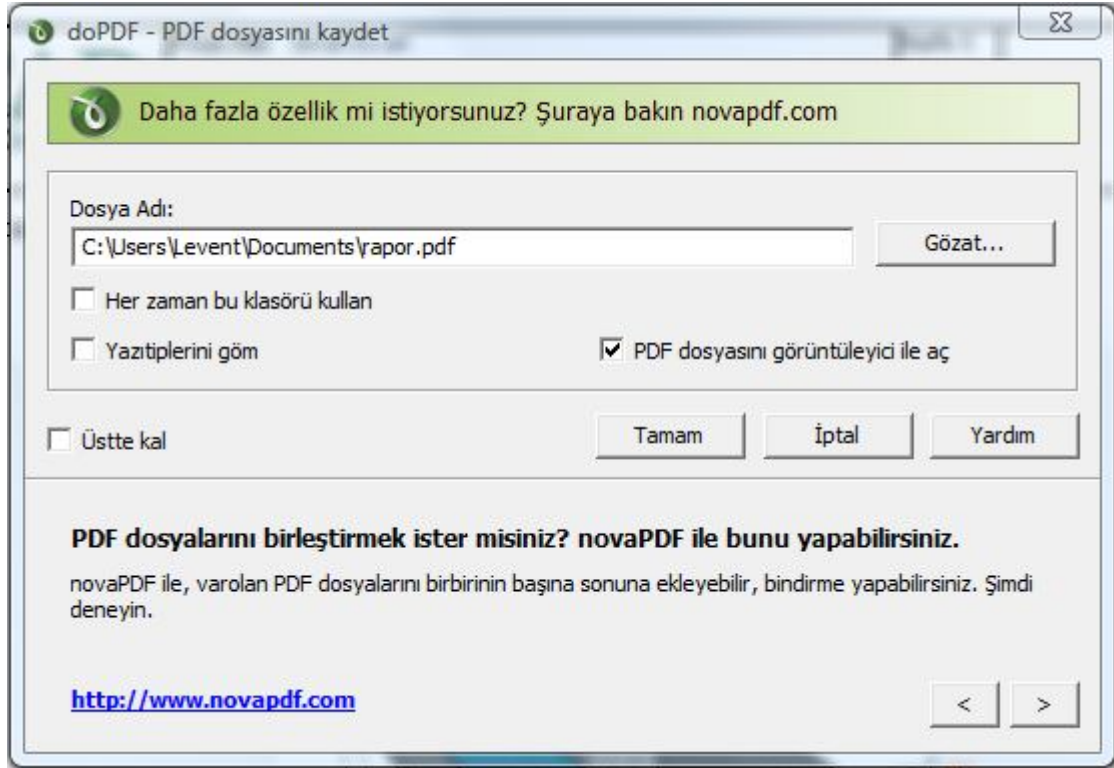 doPDF - PDF dosyasını kaydet
Daha fazla özellik mi istiyorsunuz? Şuraya bakın novapdf.com
Dosya Adı:
C:\Users\Levent\Documents\rapor.pdf
Gözat...
Her zaman bu klasörü kullan
Yazıtiplerini göm
PDF dosyasını görüntüleyici ile aç
Üstte kal
Tamam
İptal
Yardım
PDF dosyalarını birleştirmek ister misiniz? novaPDF ile bunu yapabilirsiniz.
novaPDF ile, varolan PDF dosyalarını birbirinin başına sonuna ekleyebilir, bindirme yapabilirsiniz. Şimdi
deneyin.
http://www.novapdf.com
<
>